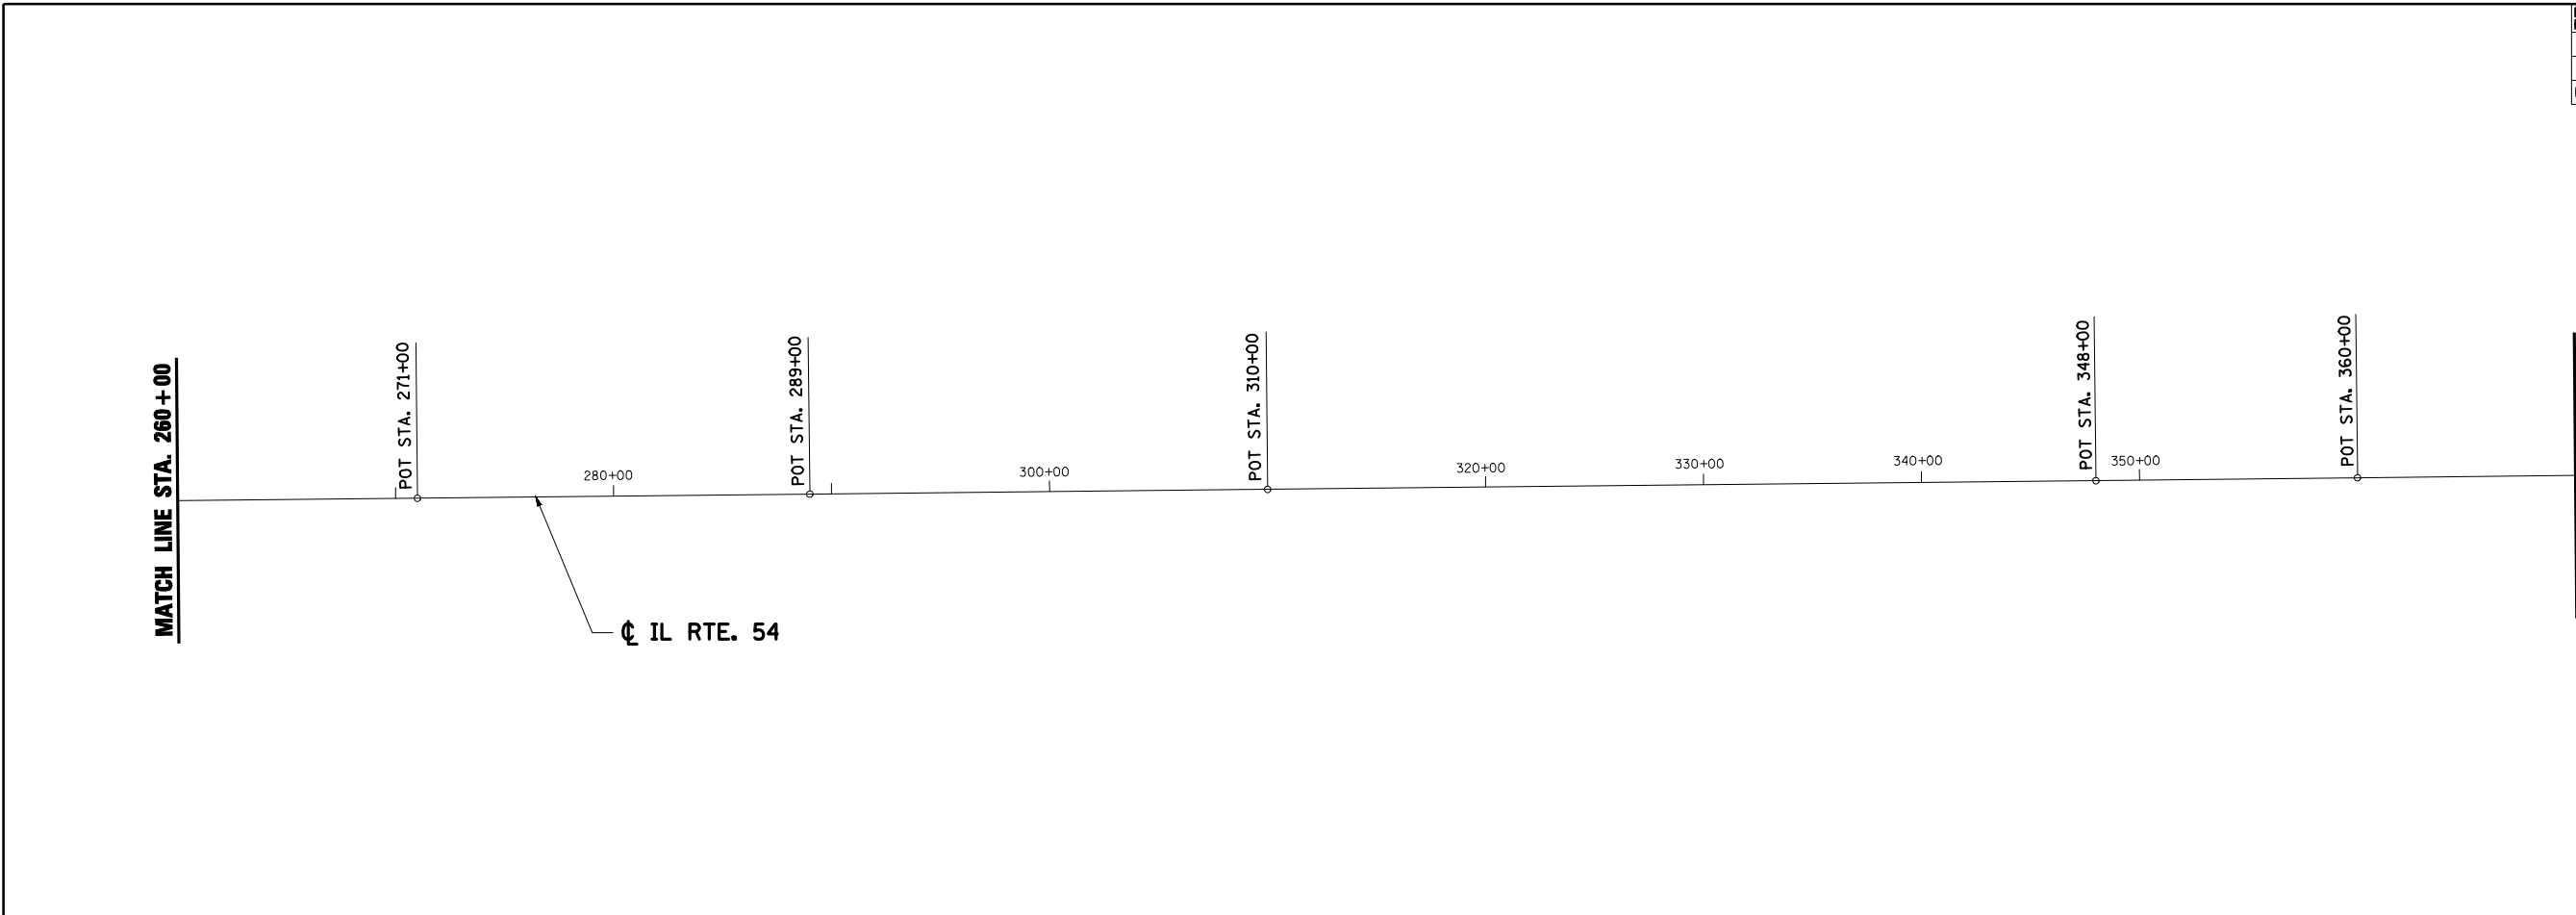 MATCH LINE STA. 260+00
POT STA. 271+00
280+00
POT STA. 289+00
300+00
POT STA. 310+00
320+00
330+00
340+00
POT STA. 348+00
350+00
POT STA. 360+00
℄ IL RTE. 54